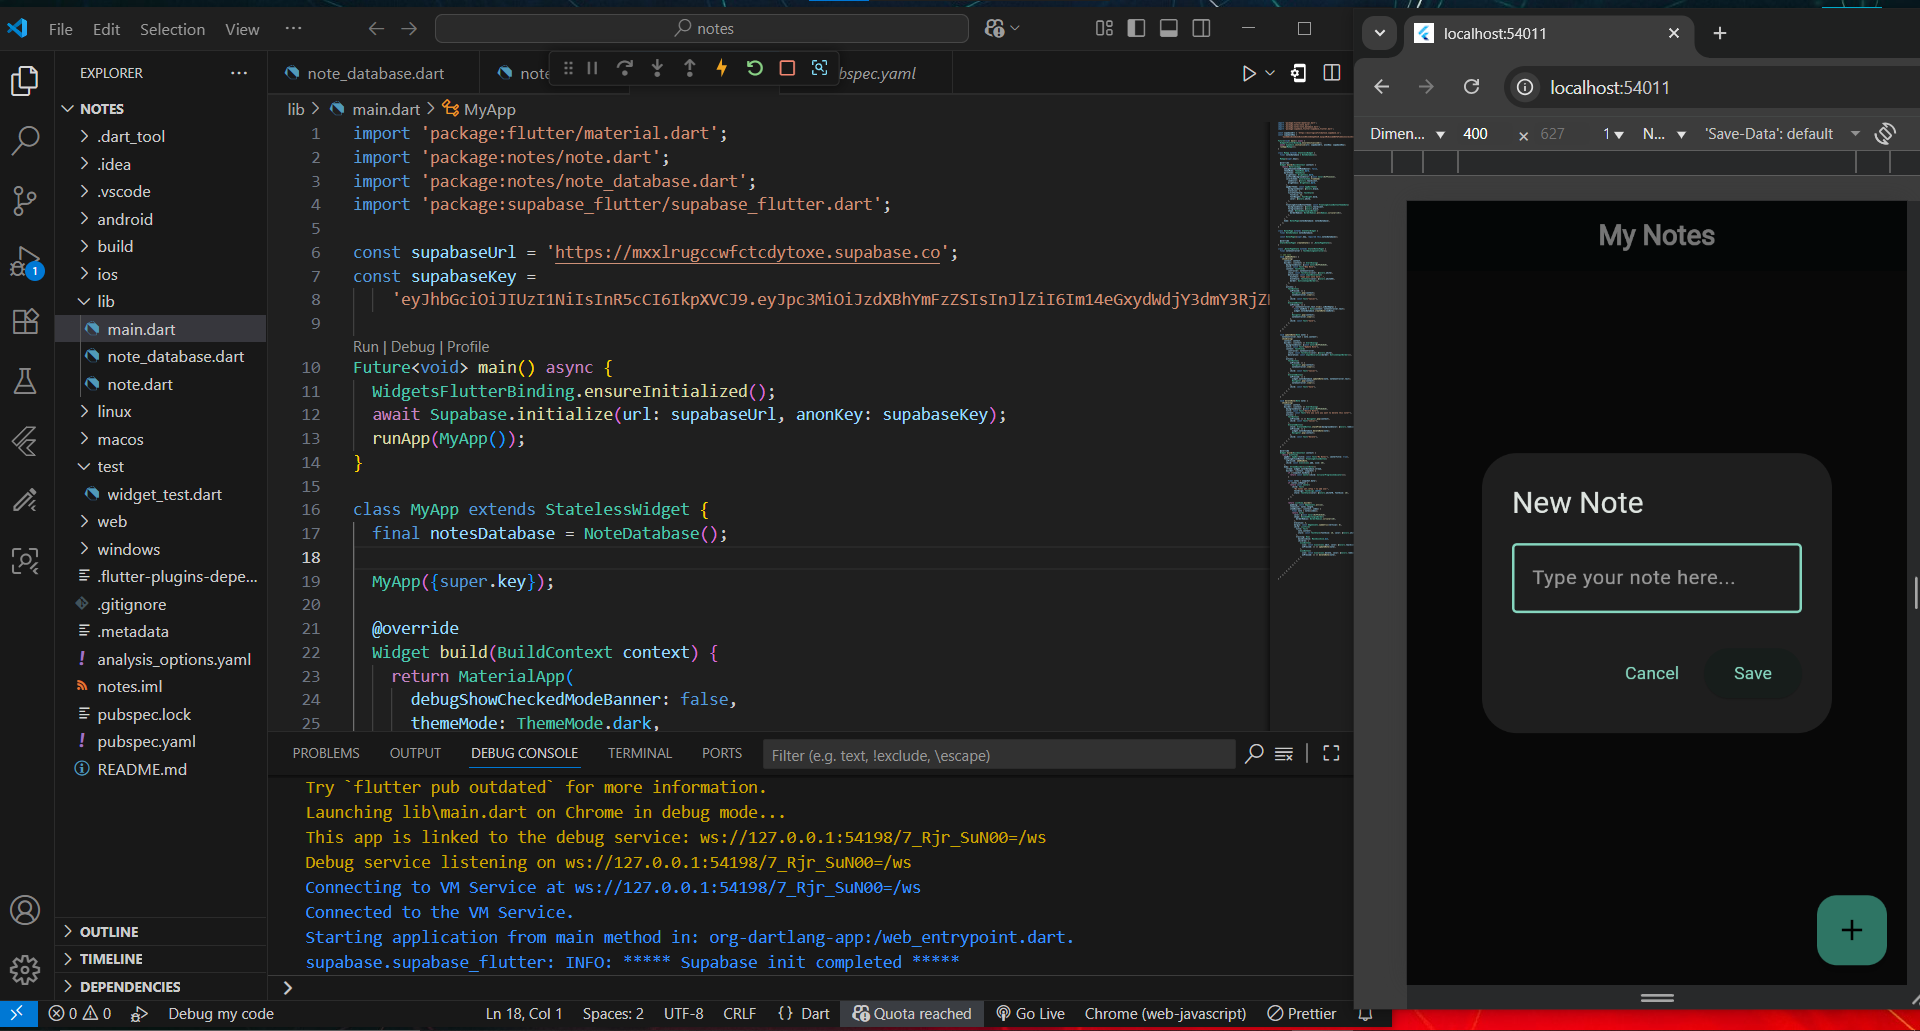 File Edit Selection View ··· notes
note_database.dart note bspec.yaml
EXPLORER
NOTES
.dart_tool
.idea
.vscode
android
build
ios
lib
main.dart
note_database.dart
note.dart
linux
macos
test
widget_test.dart
web
windows
.flutter-plugins-depe...
.gitignore
.metadata
analysis_options.yaml
notes.iml
pubspec.lock
pubspec.yaml
README.md
OUTLINE
TIMELINE
DEPENDENCIES
1
lib > main.dart > MyApp
1 import 'package:flutter/material.dart';
2 import 'package:notes/note.dart';
3 import 'package:notes/note_database.dart';
4 import 'package:supabase_flutter/supabase_flutter.dart';
5
6 const supabaseUrl = 'https://mxxlrugccwfctcdytoxe.supabase.co';
7 const supabaseKey =
8 'eyJhbGciOiJIUzI1NiIsInR5cCI6IkpXVCJ9.eyJpc3MiOiJzdXBhYmFzZSIsInJlZiI6Im14eGxydWdjY3dmY3RjZ
9
Run | Debug | Profile
10 Future<void> main() async {
11 WidgetsFlutterBinding.ensureInitialized();
12 await Supabase.initialize(url: supabaseUrl, anonKey: supabaseKey);
13 runApp(MyApp());
14 }
15
16 class MyApp extends StatelessWidget {
17 final notesDatabase = NoteDatabase();
18
19 MyApp({super.key});
20
21 @override
22 Widget build(BuildContext context) {
23 return MaterialApp(
24 debugShowCheckedModeBanner: false,
25 themeMode: ThemeMode.dark,
PROBLEMS OUTPUT DEBUG CONSOLE TERMINAL PORTS Filter (e.g. text, !exclude, \escape)
Try `flutter pub outdated` for more information.
Launching lib\main.dart on Chrome in debug mode...
This app is linked to the debug service: ws://127.0.0.1:54198/7_Rjr_SuN00=/ws
Debug service listening on ws://127.0.0.1:54198/7_Rjr_SuN00=/ws
Connecting to VM Service at ws://127.0.0.1:54198/7_Rjr_SuN00=/ws
Connected to the VM Service.
Starting application from main method in: org-dartlang-app:/web_entrypoint.dart.
supabase.supabase_flutter: INFO: ***** Supabase init completed *****
0 0 Debug my code Ln 18, Col 1 Spaces: 2 UTF-8 CRLF {} Dart Quota reached Go Live Chrome (web-javascript) Prettier
localhost:54011
localhost:54011
Dimen... 400 × 627 1 N... 'Save-Data': default
My Notes
New Note
Type your note here...
Cancel Save
+